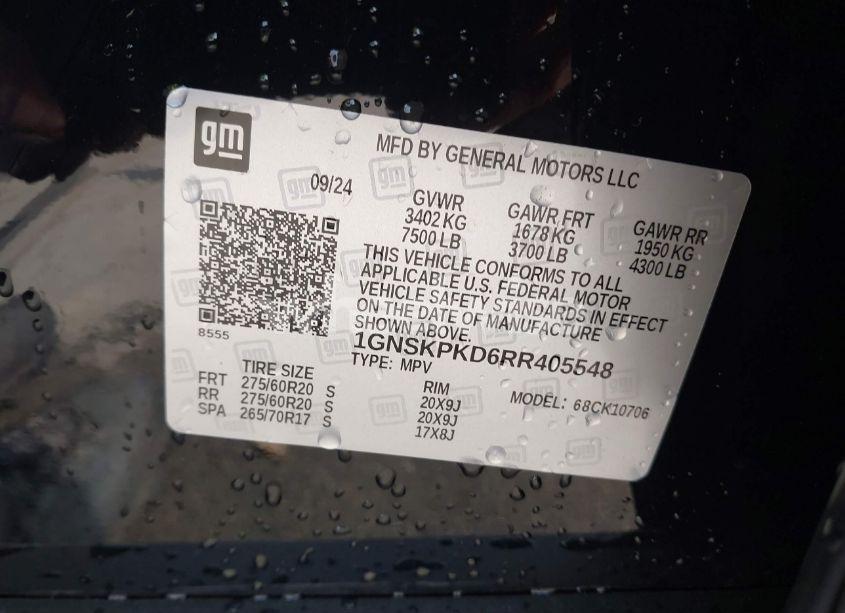 gm
MFD BY GENERAL MOTORS LLC
09/24
GVWR
3402 KG
7500 LB
GAWR FRT
1678 KG
3700 LB
GAWR RR
1950 KG
4300 LB
THIS VEHICLE CONFORMS TO ALL
APPLICABLE U.S. FEDERAL MOTOR
VEHICLE SAFETY STANDARDS IN EFFECT
ON THE DATE OF MANUFACTURE
SHOWN ABOVE.
8555
1GNSKPKD6RR405548
TYPE: MPV
TIRE SIZE
RIM
MODEL: 68CK10706
FRT 275/60R20 S 20X9J
RR 275/60R20 S 20X9J
SPA 265/70R17 S 17X8J